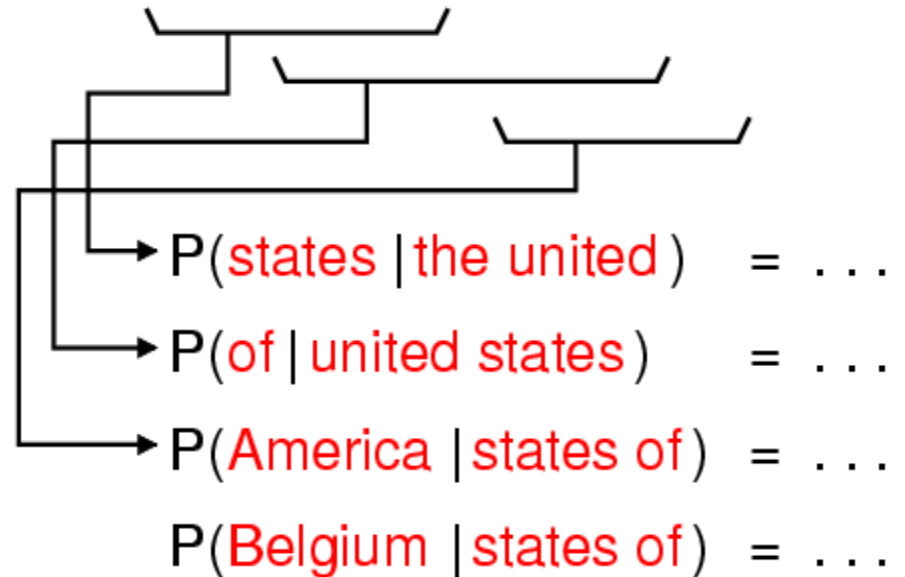 P(states | the united) = ...
P(of | united states) = ...
P(America | states of) = ...
P(Belgium | states of) = ...